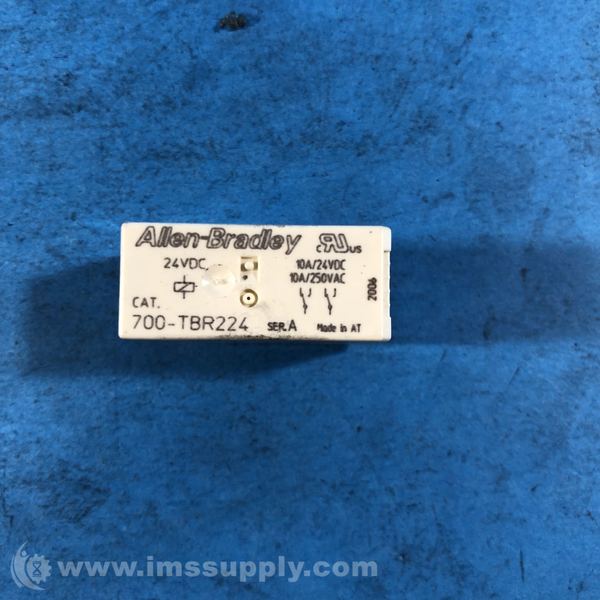 Allen-Bradley
24VDC
10A/24VDC
10A/250VAC
CAT.
700-TBR224
SER.A
Made in AT
2006
c RU US
www.imssupply.com